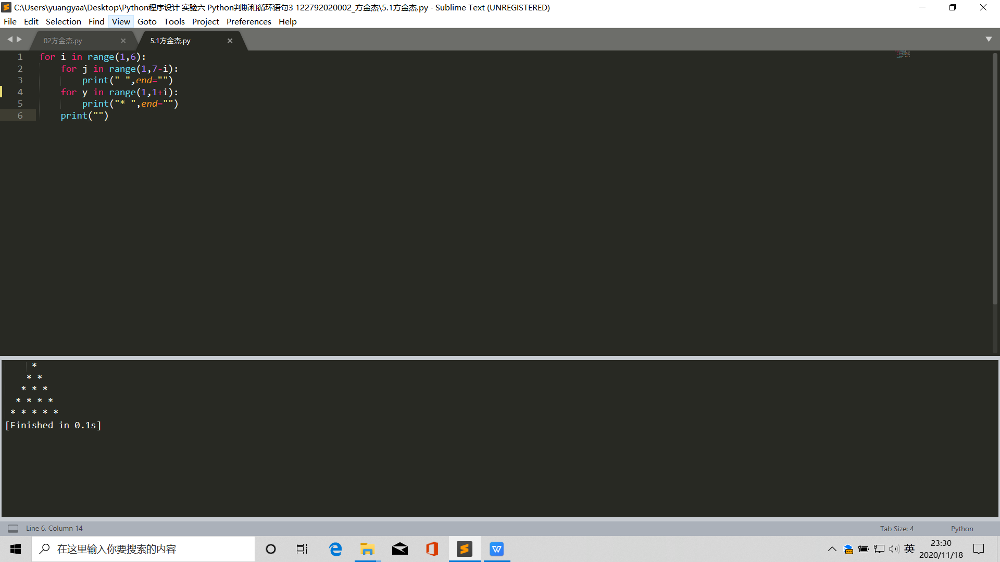 C:\Users\yuangyaa\Desktop\Python程序设计 实验六 Python判断和循环语句3 122792020002_方金杰\5.1方金杰.py - Sublime Text (UNREGISTERED)
File Edit Selection Find View Goto Tools Project Preferences Help
02方金杰.py 5.1方金杰.py
1 for i in range(1,6):
2     for j in range(1,7-i):
3         print(" ",end="")
4     for y in range(1,1+i):
5         print("* ",end="")
6     print("")
      *
     * *
    * * *
   * * * *
  * * * * *
[Finished in 0.1s]
Line 6, Column 14 Tab Size: 4 Python
在这里输入你要搜索的内容
英
23:30
2020/11/18